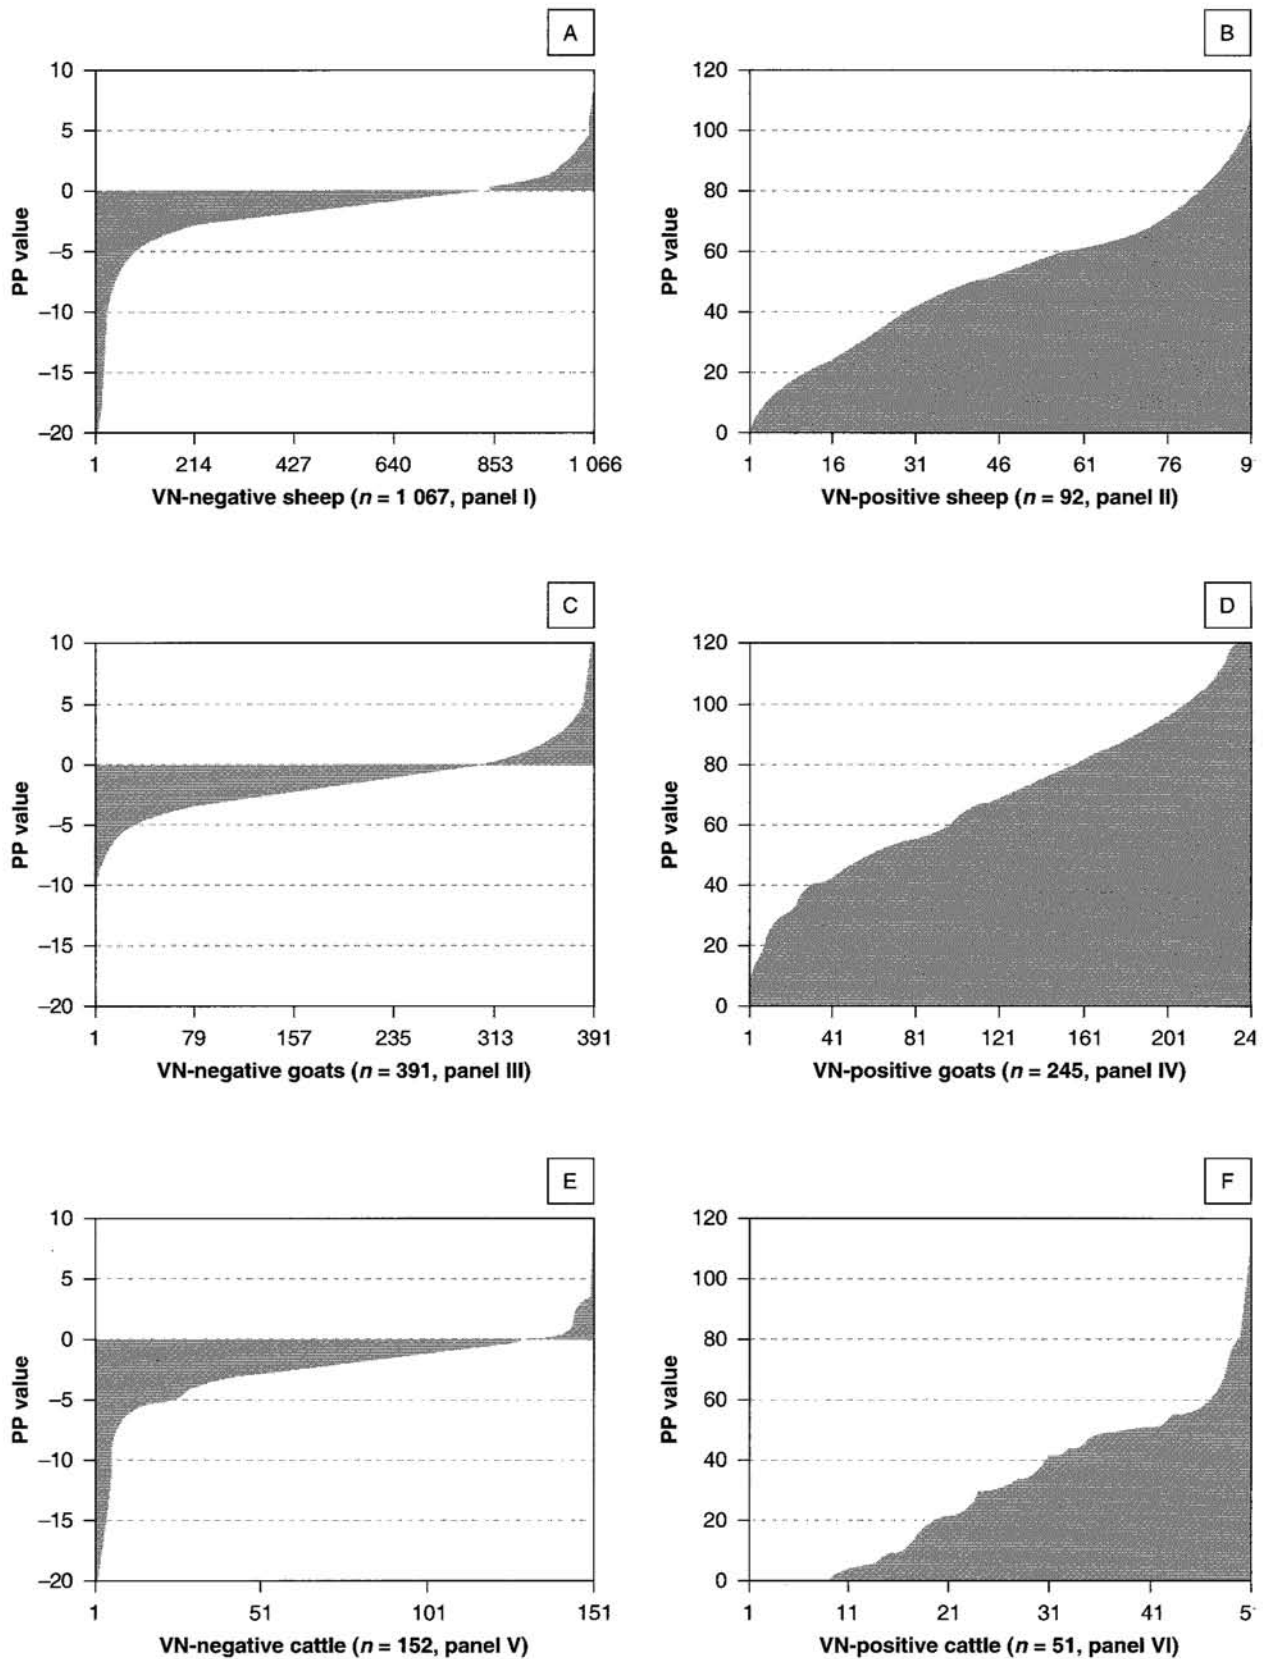 A
10
5
0
–5
–10
–15
–20
PP value
1 214 427 640 853 1 066
VN-negative sheep (n = 1 067, panel I)
B
120
100
80
60
40
20
0
PP value
1 16 31 46 61 76 9
VN-positive sheep (n = 92, panel II)
C
10
5
0
–5
–10
–15
–20
PP value
1 79 157 235 313 391
VN-negative goats (n = 391, panel III)
D
120
100
80
60
40
20
0
PP value
1 41 81 121 161 201 24
VN-positive goats (n = 245, panel IV)
E
10
5
0
–5
–10
–15
–20
PP value
1 51 101 151
VN-negative cattle (n = 152, panel V)
F
120
100
80
60
40
20
0
PP value
1 11 21 31 41 5
VN-positive cattle (n = 51, panel VI)